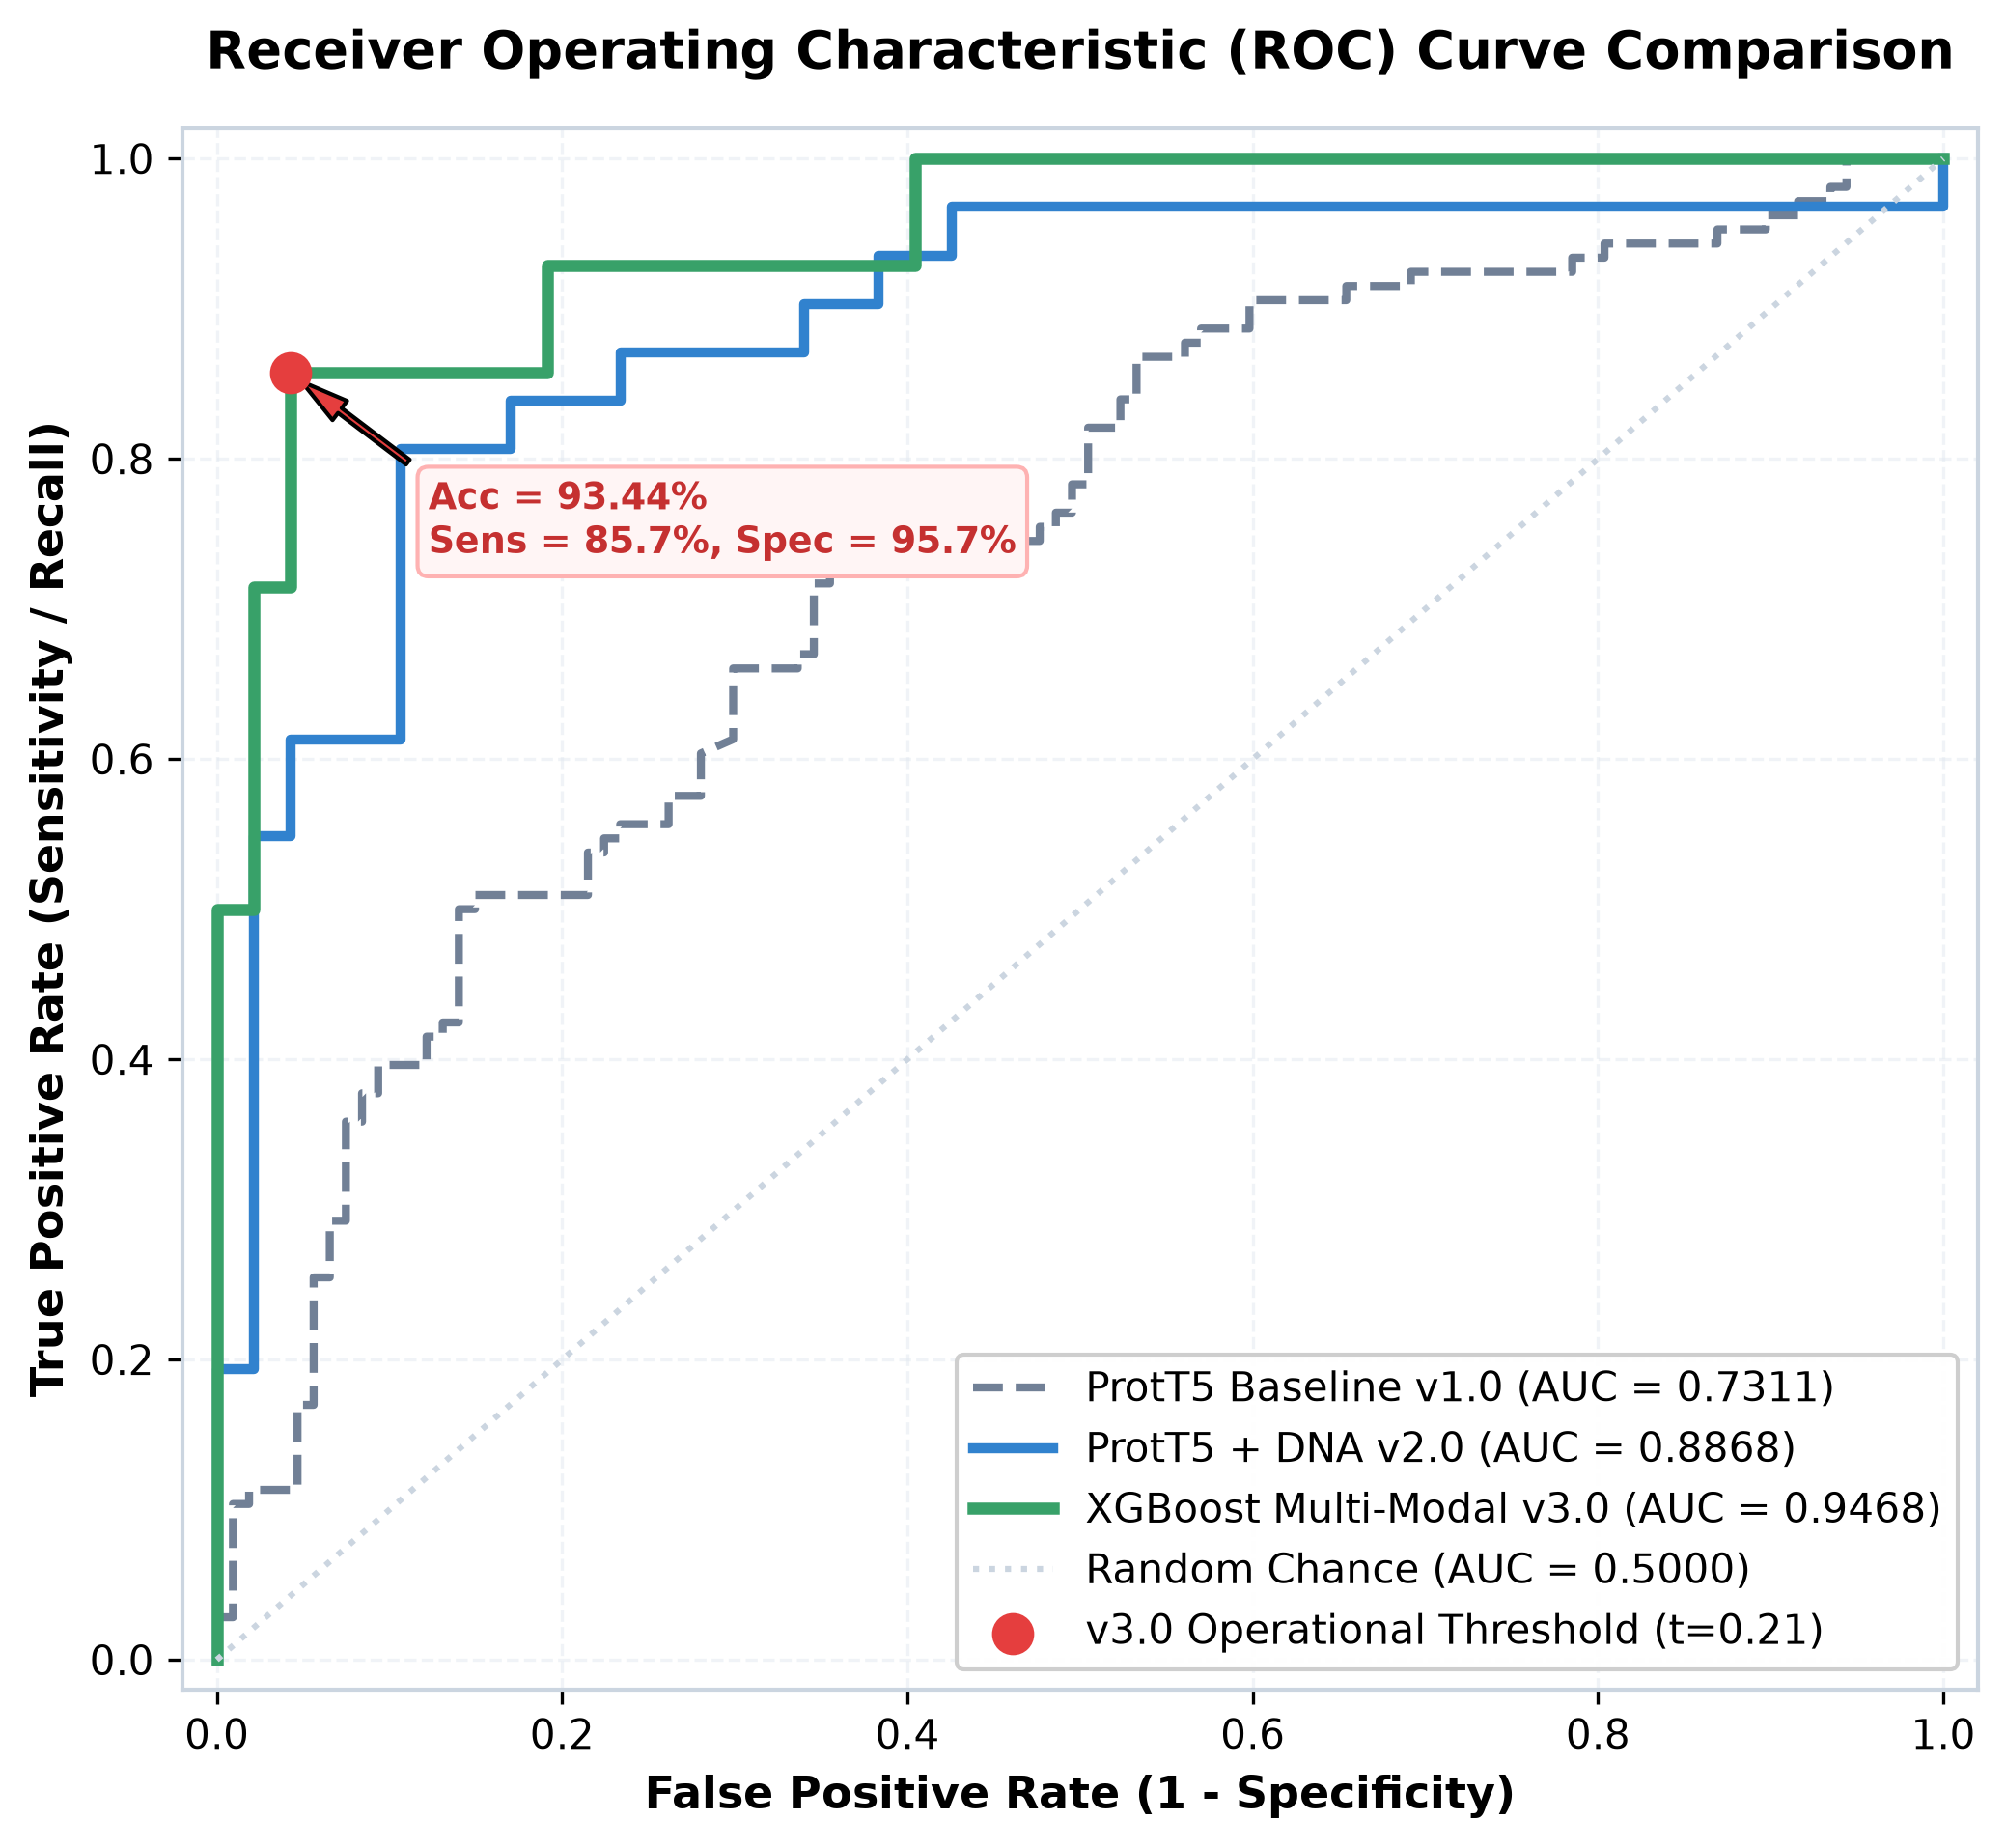 Receiver Operating Characteristic (ROC) Curve Comparison
True Positive Rate (Sensitivity / Recall)
1.0
0.8
0.6
0.4
0.2
0.0
Acc = 93.44%
Sens = 85.7%, Spec = 95.7%
ProtT5 Baseline v1.0 (AUC = 0.7311)
ProtT5 + DNA v2.0 (AUC = 0.8868)
XGBoost Multi-Modal v3.0 (AUC = 0.9468)
Random Chance (AUC = 0.5000)
v3.0 Operational Threshold (t=0.21)
0.0 0.2 0.4 0.6 0.8 1.0
False Positive Rate (1 - Specificity)